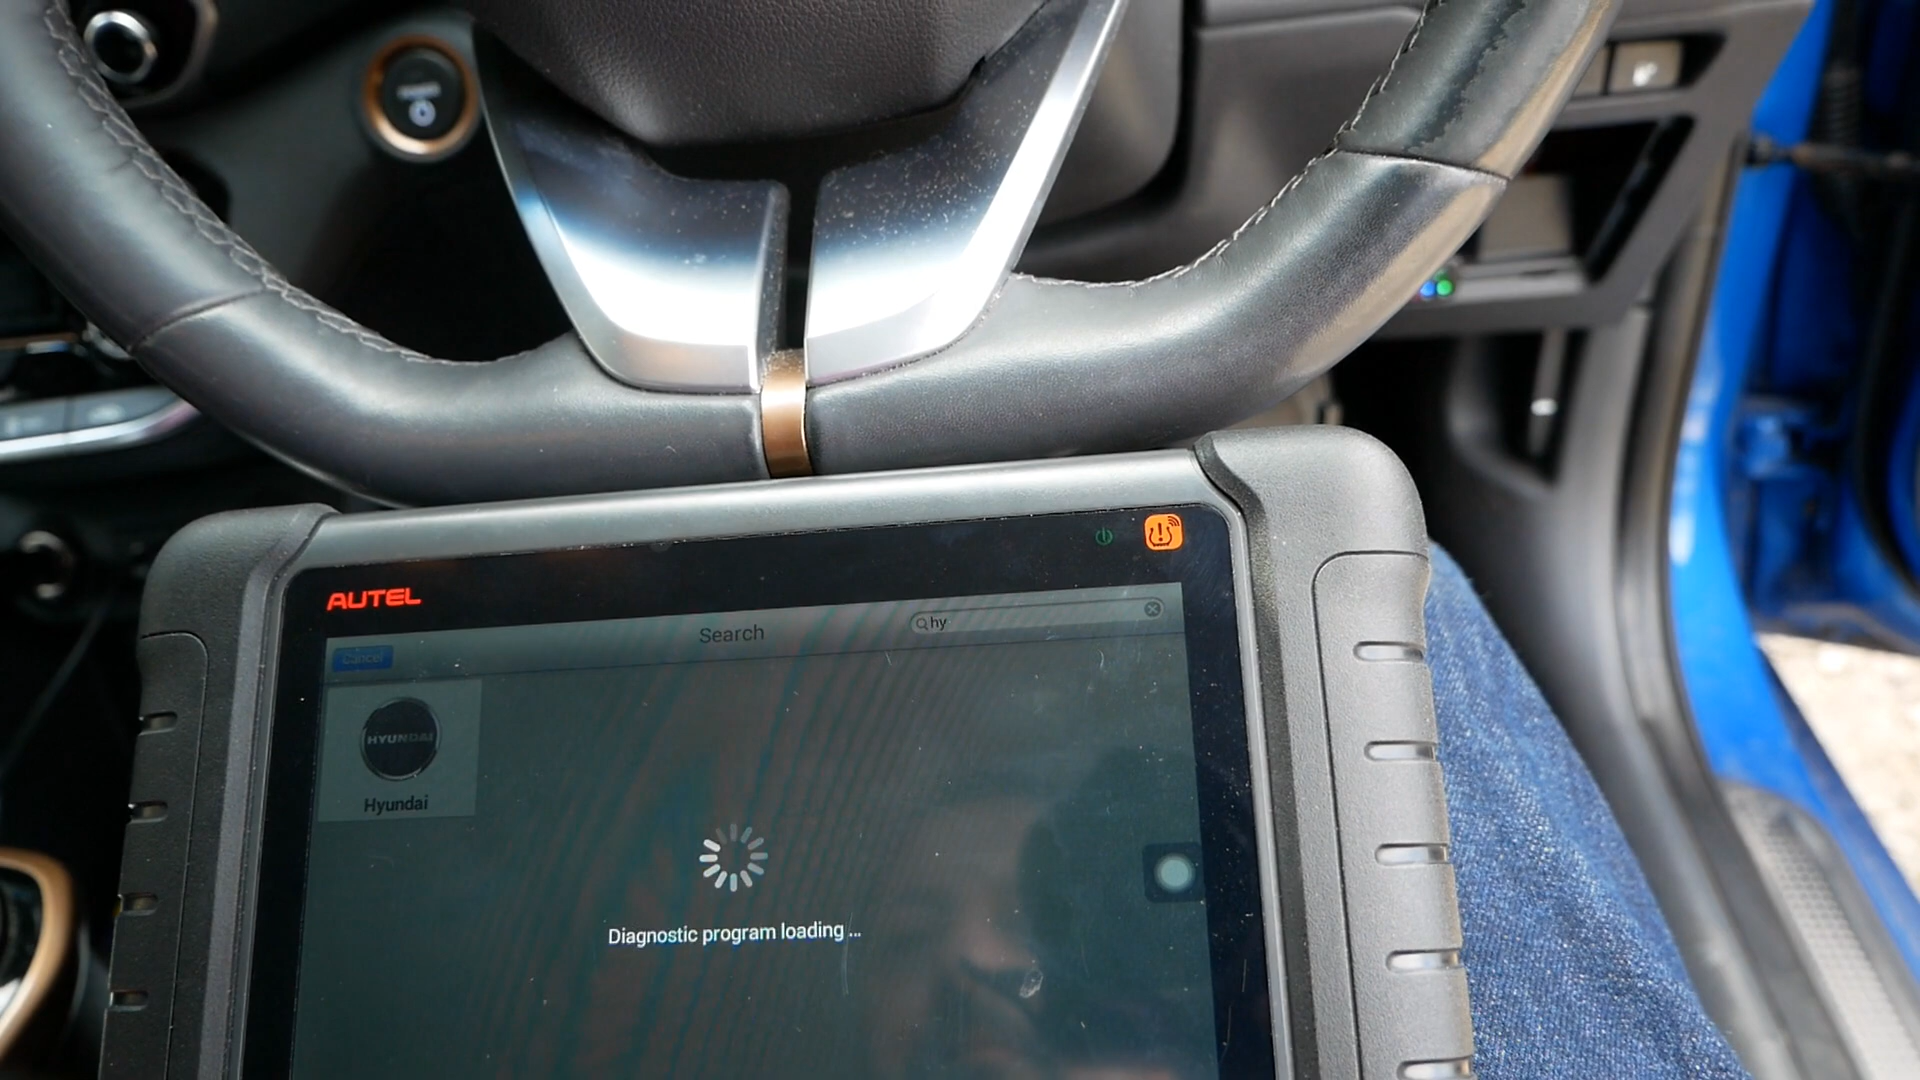 AUTEL
Search
hy
Cancel
HYUNDAI
Hyundai
Diagnostic program loading ...